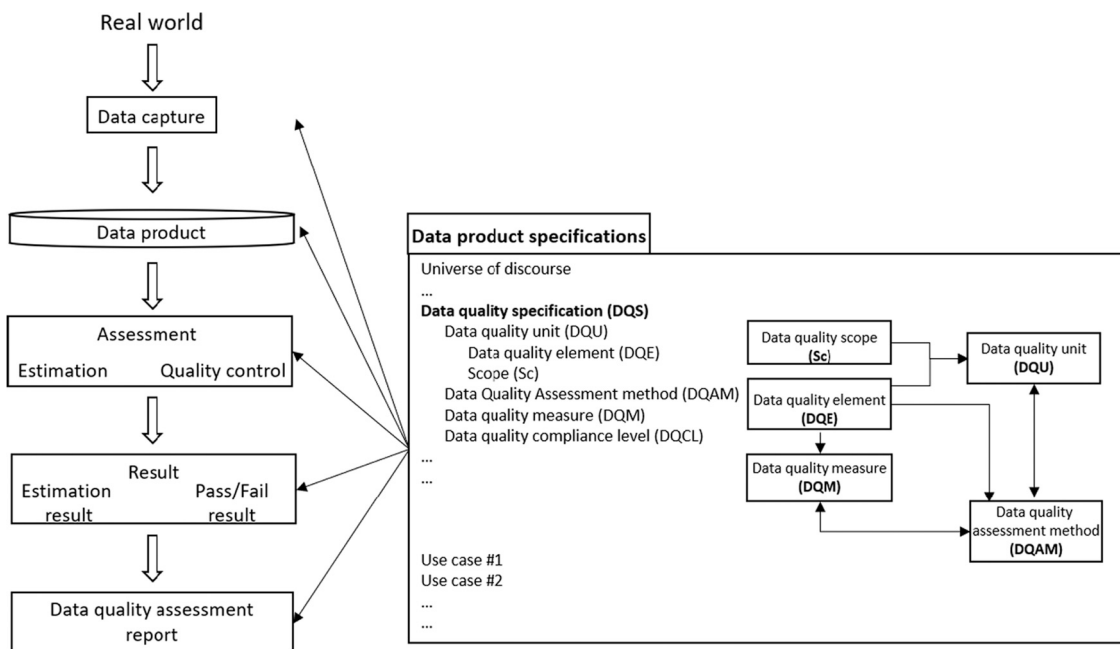 Real world
Data capture
Data product
Assessment
Estimation Quality control
Result
Estimation Pass/Fail
result result
Data quality assessment
report
Data product specifications
Universe of discourse
...
Data quality specification (DQS)
Data quality unit (DQU)
Data quality element (DQE)
Scope (Sc)
Data Quality Assessment method (DQAM)
Data quality measure (DQM)
Data quality compliance level (DQCL)
...
...
Use case #1
Use case #2
...
...
Data quality scope
(Sc)
Data quality unit
(DQU)
Data quality element
(DQE)
Data quality measure
(DQM)
Data quality
assessment method
(DQAM)